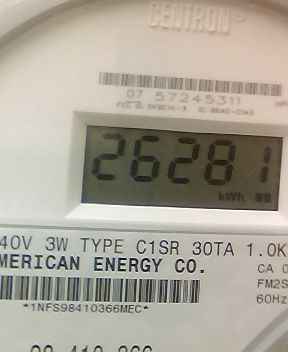 CENTRON®
07 57245311
26281
kWh
40V 3W TYPE C1SR 30TA 1.0K
MERICAN ENERGY CO.
CA 0
FM2S
60Hz
*1NFS98410366MEC*